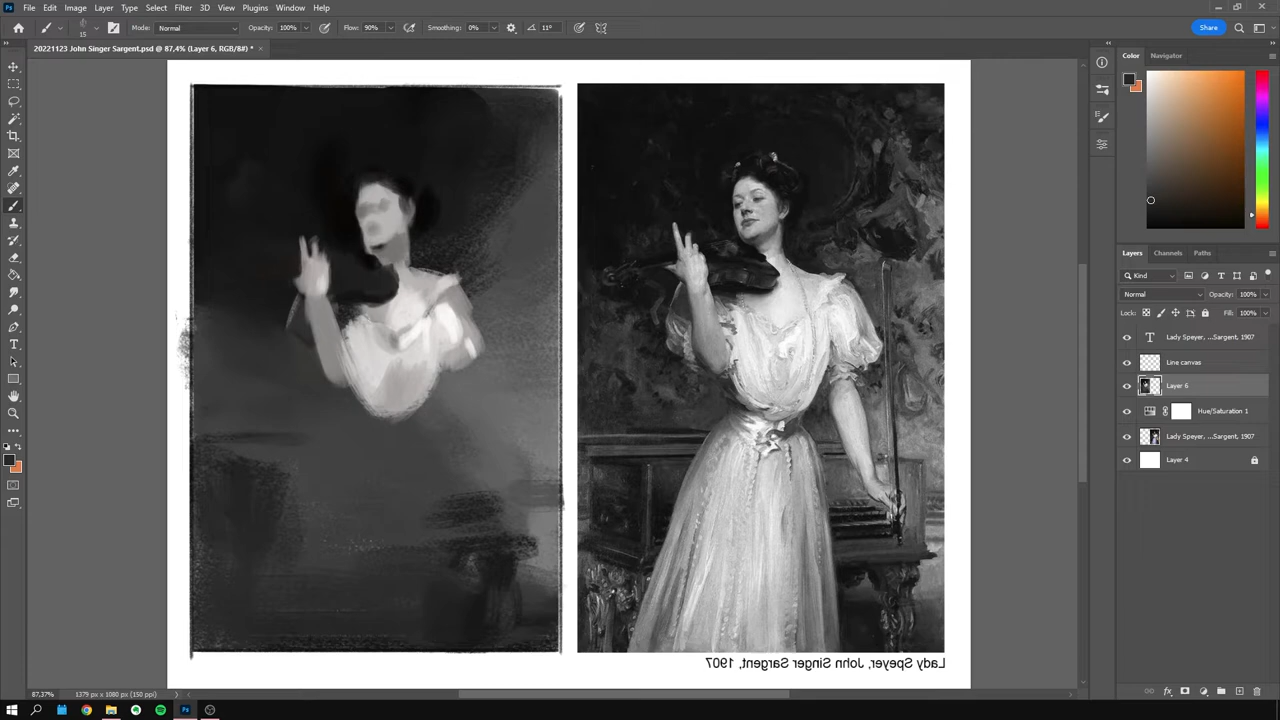 File Edit Image Layer Type Select Filter 3D View Plugins Window Help
15 Mode: Normal Opacity: 100% Flow: 90% Smoothing: 0% 11° Share
20221123 John Singer Sargent.psd @ 87,4% (Layer 6, RGB/8#) *
Color Navigator
Layers Channels Paths
Kind
Normal Opacity: 100%
Lock: Fill: 100%
Lady Speyer, ...Sargent, 1907
Line canvas
Layer 6
Hue/Saturation 1
Lady Speyer, ...Sargent, 1907
Layer 4
Lady Speyer, John Singer Sargent, 1907
87,37% 1379 px x 1080 px (150 ppi)